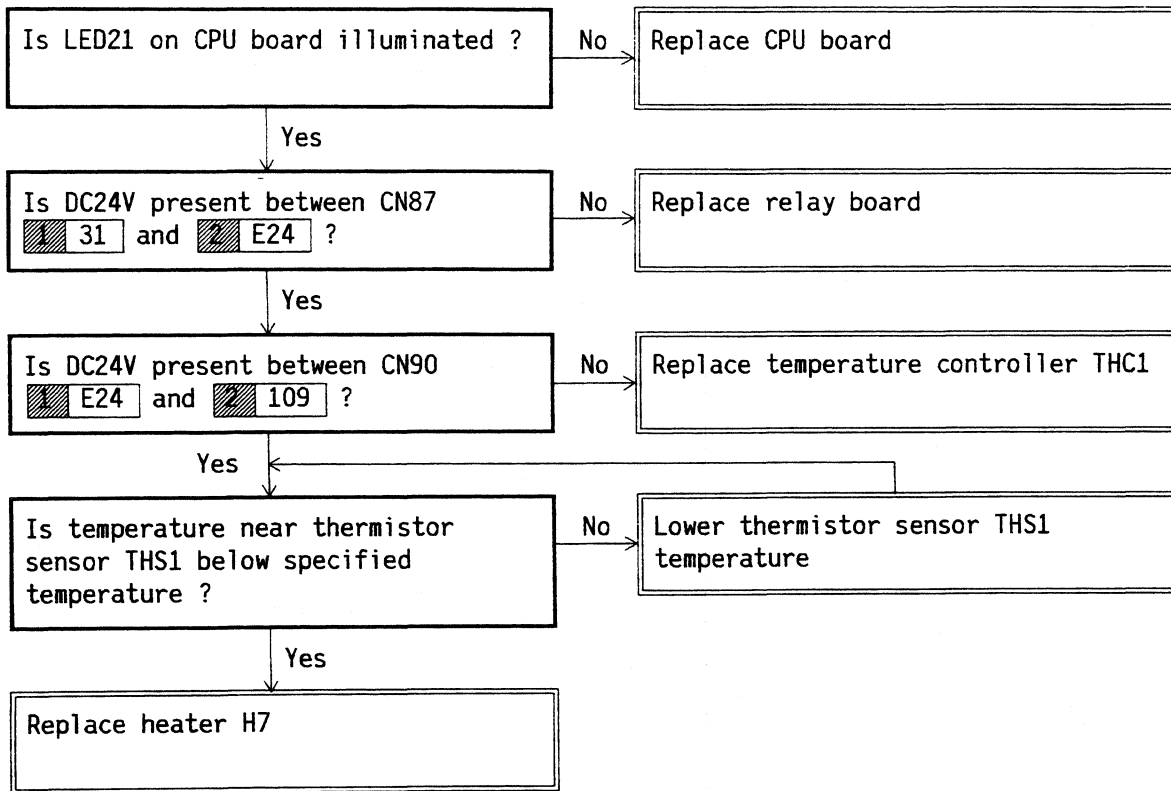 Is LED21 on CPU board illuminated ?
No
Replace CPU board
Yes
Is DC24V present between CN87
1 31 and 2 E24 ?
No
Replace relay board
Yes
Is DC24V present between CN90
1 E24 and 2 109 ?
No
Replace temperature controller THC1
Yes
Is temperature near thermistor
sensor THS1 below specified
temperature ?
No
Lower thermistor sensor THS1
temperature
Yes
Replace heater H7